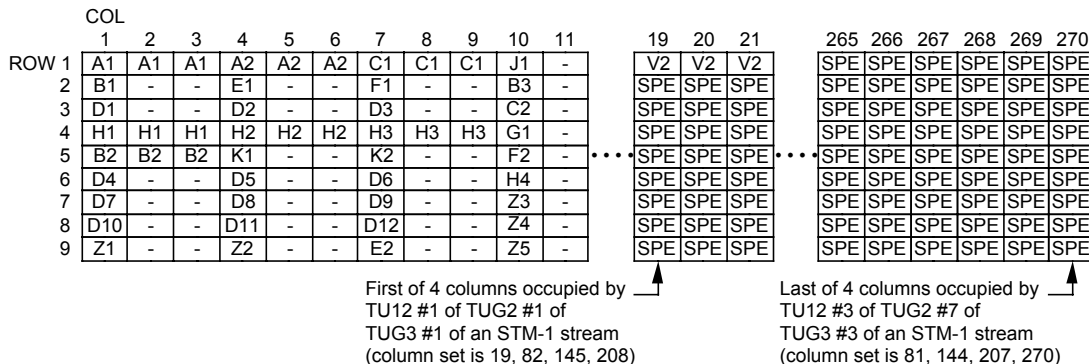 COL
1 2 3 4 5 6 7 8 9 10 11 19 20 21 265 266 267 268 269 270
ROW 1 A1 A1 A1 A2 A2 A2 C1 C1 C1 J1 - V2 V2 V2 SPE SPE SPE SPE SPE SPE
2 B1 - - E1 - - F1 - - B3 SPE SPE SPE SPE SPE SPE SPE SPE SPE
3 D1 - - D2 - - D3 - - C2 SPE SPE SPE SPE SPE SPE SPE SPE SPE
4 H1 H1 H1 H2 H2 H2 H3 H3 H3 G1 - SPE SPE SPE SPE SPE SPE SPE SPE SPE
5 B2 B2 B2 K1 - - K2 - - F2 - •••• SPE SPE SPE •••• SPE SPE SPE SPE SPE SPE
6 D4 - - D5 - - D6 - - H4 - SPE SPE SPE SPE SPE SPE SPE SPE SPE
7 D7 - - D8 - - D9 - - Z3 - SPE SPE SPE SPE SPE SPE SPE SPE SPE
8 D10 - - D11 - - D12 - - Z4 - SPE SPE SPE SPE SPE SPE SPE SPE SPE
9 Z1 - - Z2 - - E2 - - Z5 - SPE SPE SPE SPE SPE SPE SPE SPE SPE
First of 4 columns occupied by
TU12 #1 of TUG2 #1 of
TUG3 #1 of an STM-1 stream
(column set is 19, 82, 145, 208)
Last of 4 columns occupied by
TU12 #3 of TUG2 #7 of
TUG3 #3 of an STM-1 stream
(column set is 81, 144, 207, 270)